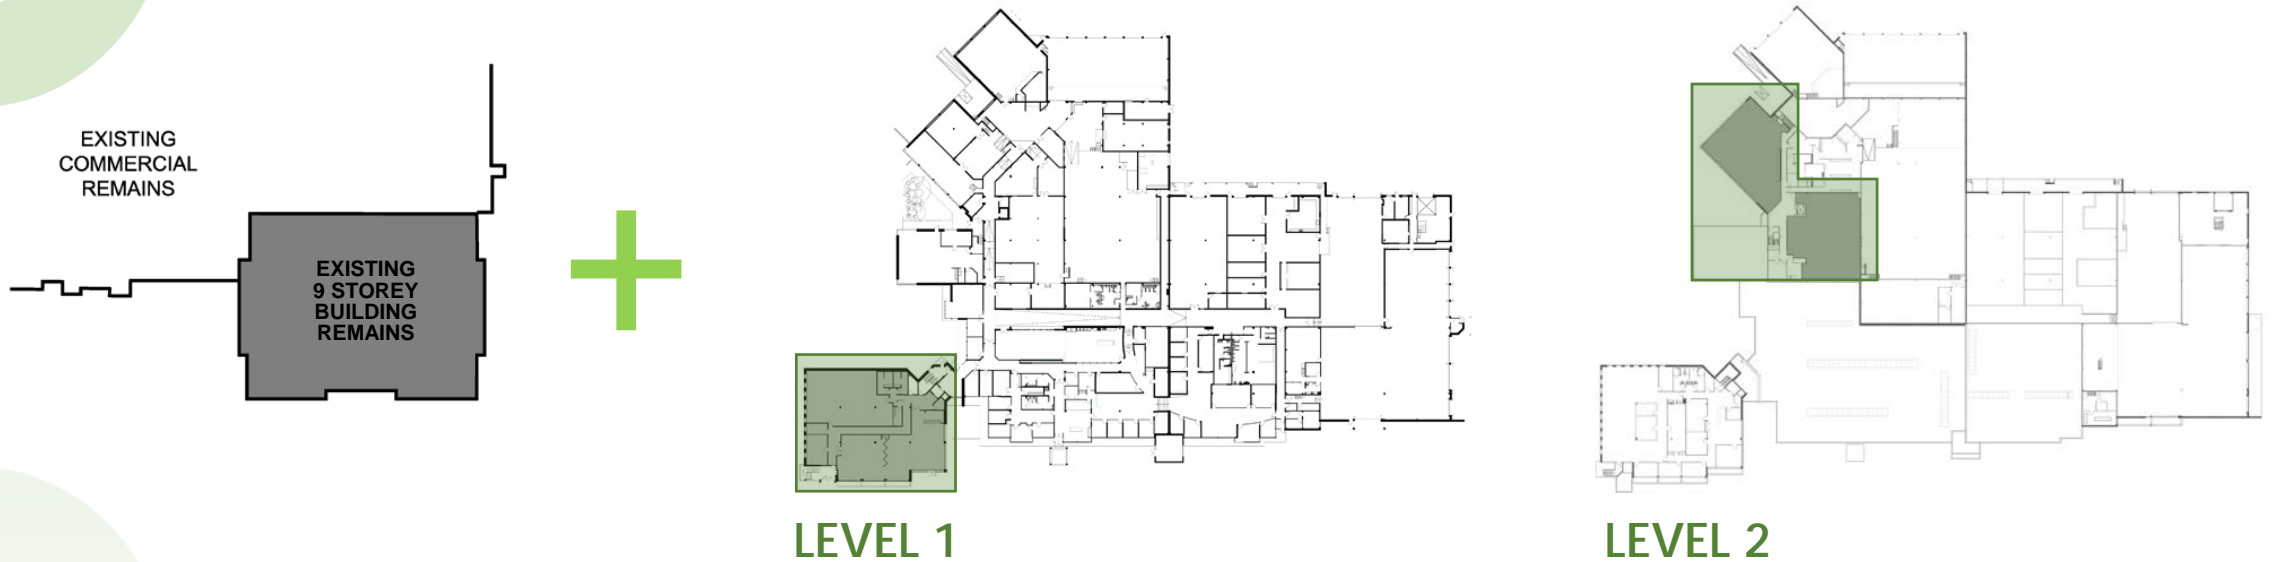 EXISTING
COMMERCIAL
REMAINS
EXISTING
9 STOREY
BUILDING
REMAINS
LEVEL 1
LEVEL 2